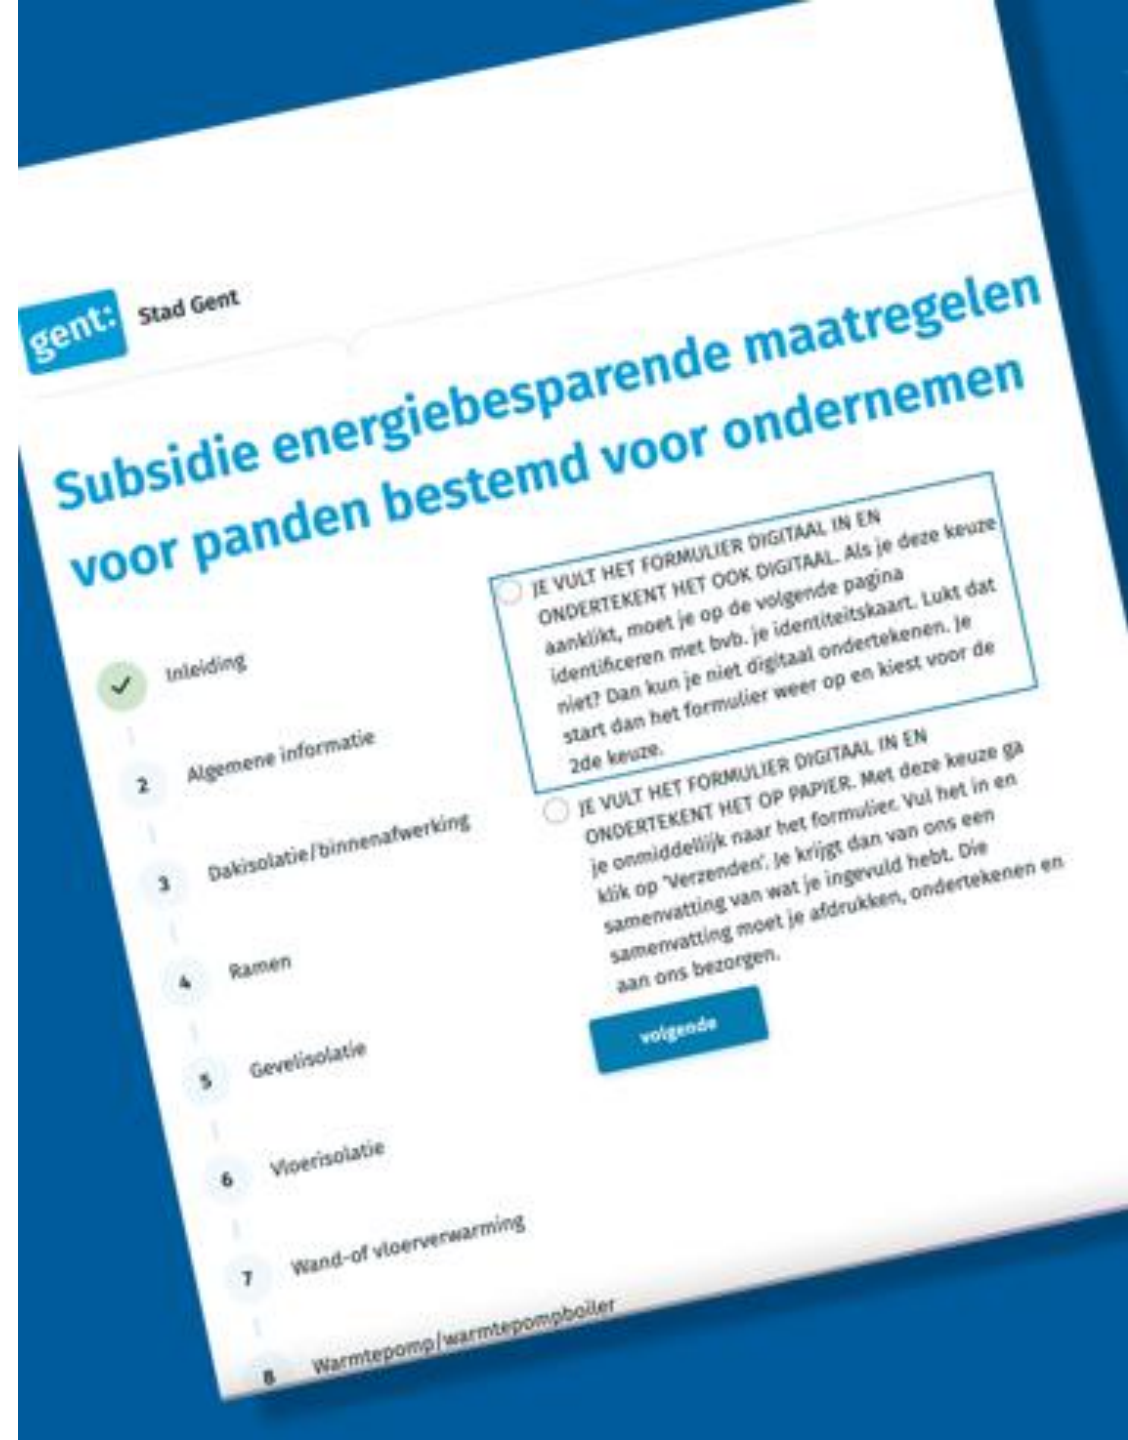 gent:
Stad Gent
Subsidie energiebesparende maatregelen
voor panden bestemd voor ondernemen
Inleiding
2 Algemene informatie
3 Dakisolatie/binnenafwerking
4 Ramen
5 Gevelisolatie
6 Vloerisolatie
7 Wand-of vloerverwarming
8 Warmtepomp/warmtepompboiler
JE VULT HET FORMULIER DIGITAAL IN EN
ONDERTEKENT HET OOK DIGITAAL. Als je deze keuze
aanklikt, moet je op de volgende pagina
identificeren met bvb. je identiteitskaart. Lukt dat
niet? Dan kun je niet digitaal ondertekenen. Je
start dan het formulier weer op en kiest voor de
2de keuze.
JE VULT HET FORMULIER DIGITAAL IN EN
ONDERTEKENT HET OP PAPIER. Met deze keuze ga
je onmiddellijk naar het formulier. Vul het in en
klik op 'Verzenden'. Je krijgt dan van ons een
samenvatting van wat je ingevuld hebt. Die
samenvatting moet je afdrukken, ondertekenen en
aan ons bezorgen.
volgende